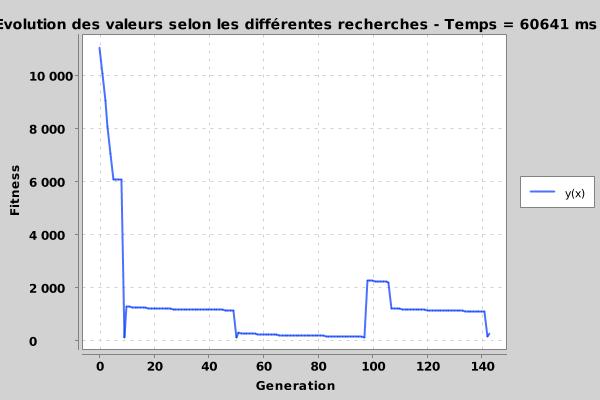 Evolution des valeurs selon les différentes recherches - Temps = 60641 ms
10 000
8 000
6 000
4 000
2 000
0
Fitness
0 20 40 60 80 100 120 140
Generation
y(x)